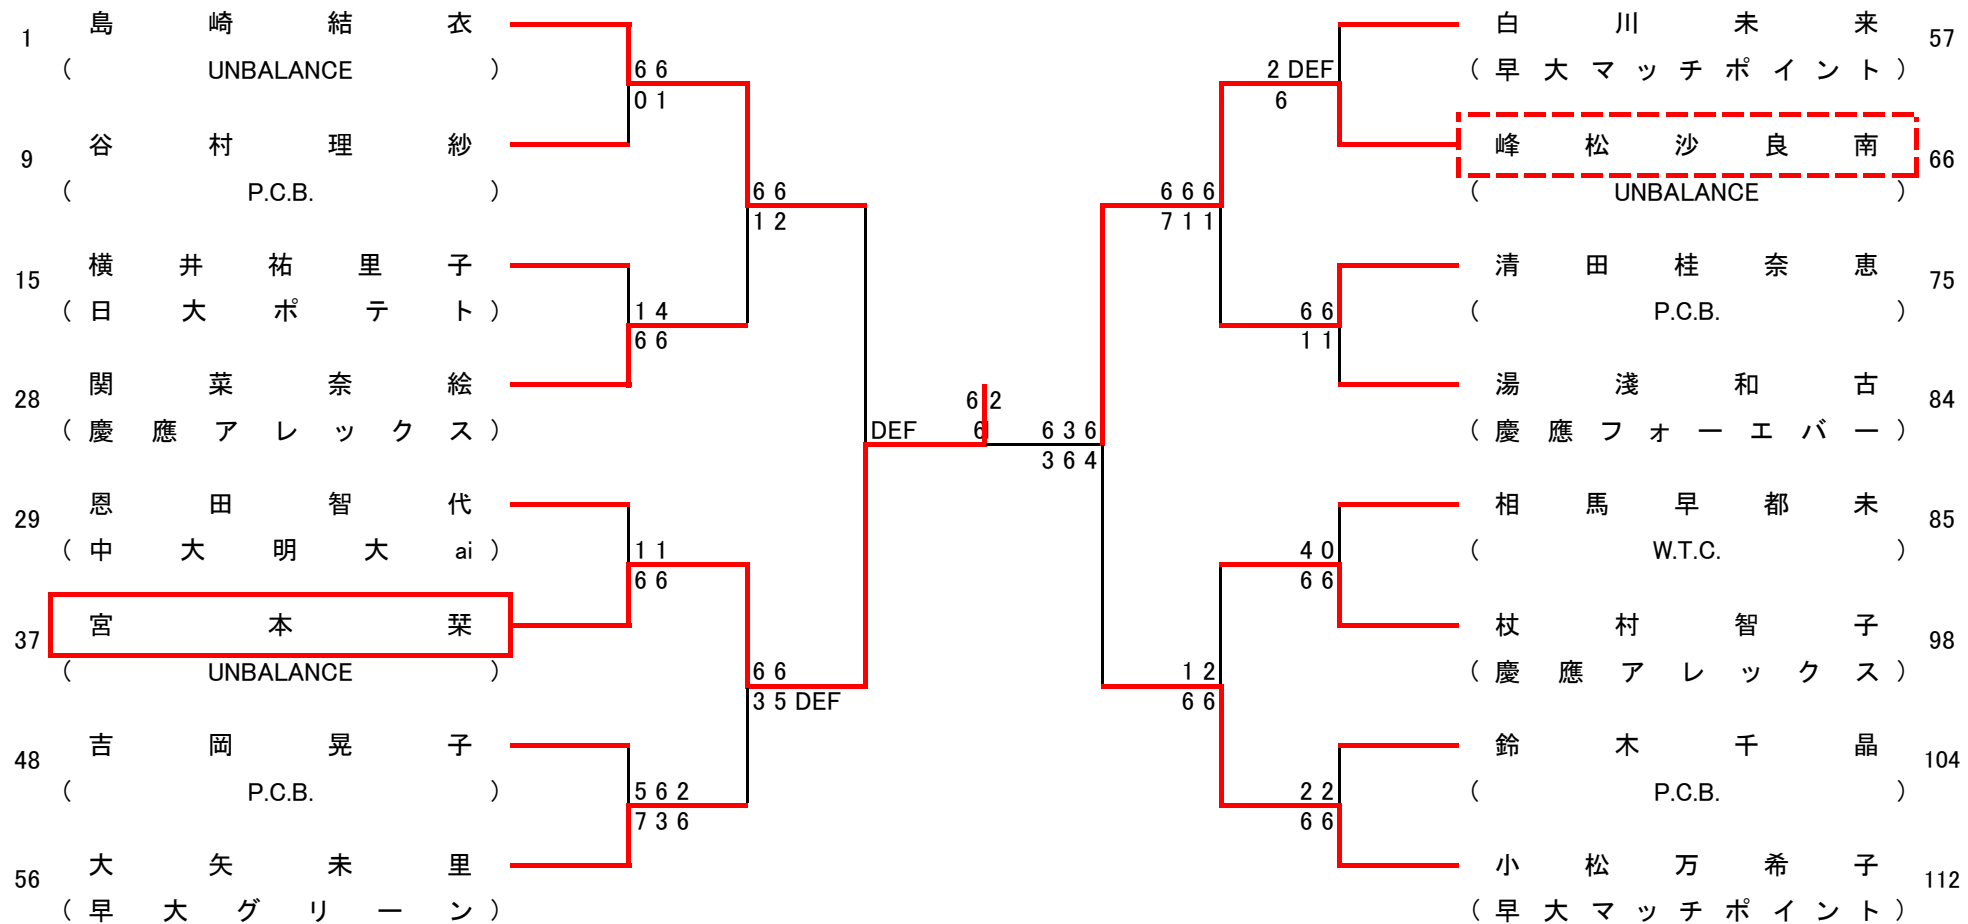 1 島崎結衣
( UNBALANCE )
9 谷村理紗
( P.C.B. )
15 横井祐里子
(日大ポテト)
28 関菜奈絵
(慶應アレックス)
29 恩田智代
(中大明大ai)
37 宮本栞
( UNBALANCE )
48 吉岡晃子
( P.C.B. )
56 大矢未里
(早大グリーン)
6 6
0 1
1 4
6 6
1 1
6 6
5 6 2
7 3 6
6 6
1 2
6 6
3 5 DEF
DEF
6 2
6
6 3 6
3 6 4
6 6 6
7 1 1
1 2
6 6
2 DEF
6
6 6
1 1
4 0
6 6
2 2
6 6
白川未来 57
(早大マッチポイント)
峰松沙良南 66
( UNBALANCE )
清田桂奈恵 75
( P.C.B. )
湯淺和古 84
(慶應フォーエバー)
相馬早都未 85
( W.T.C. )
杖村智子 98
(慶應アレックス)
鈴木千晶 104
( P.C.B. )
小松万希子 112
(早大マッチポイント)